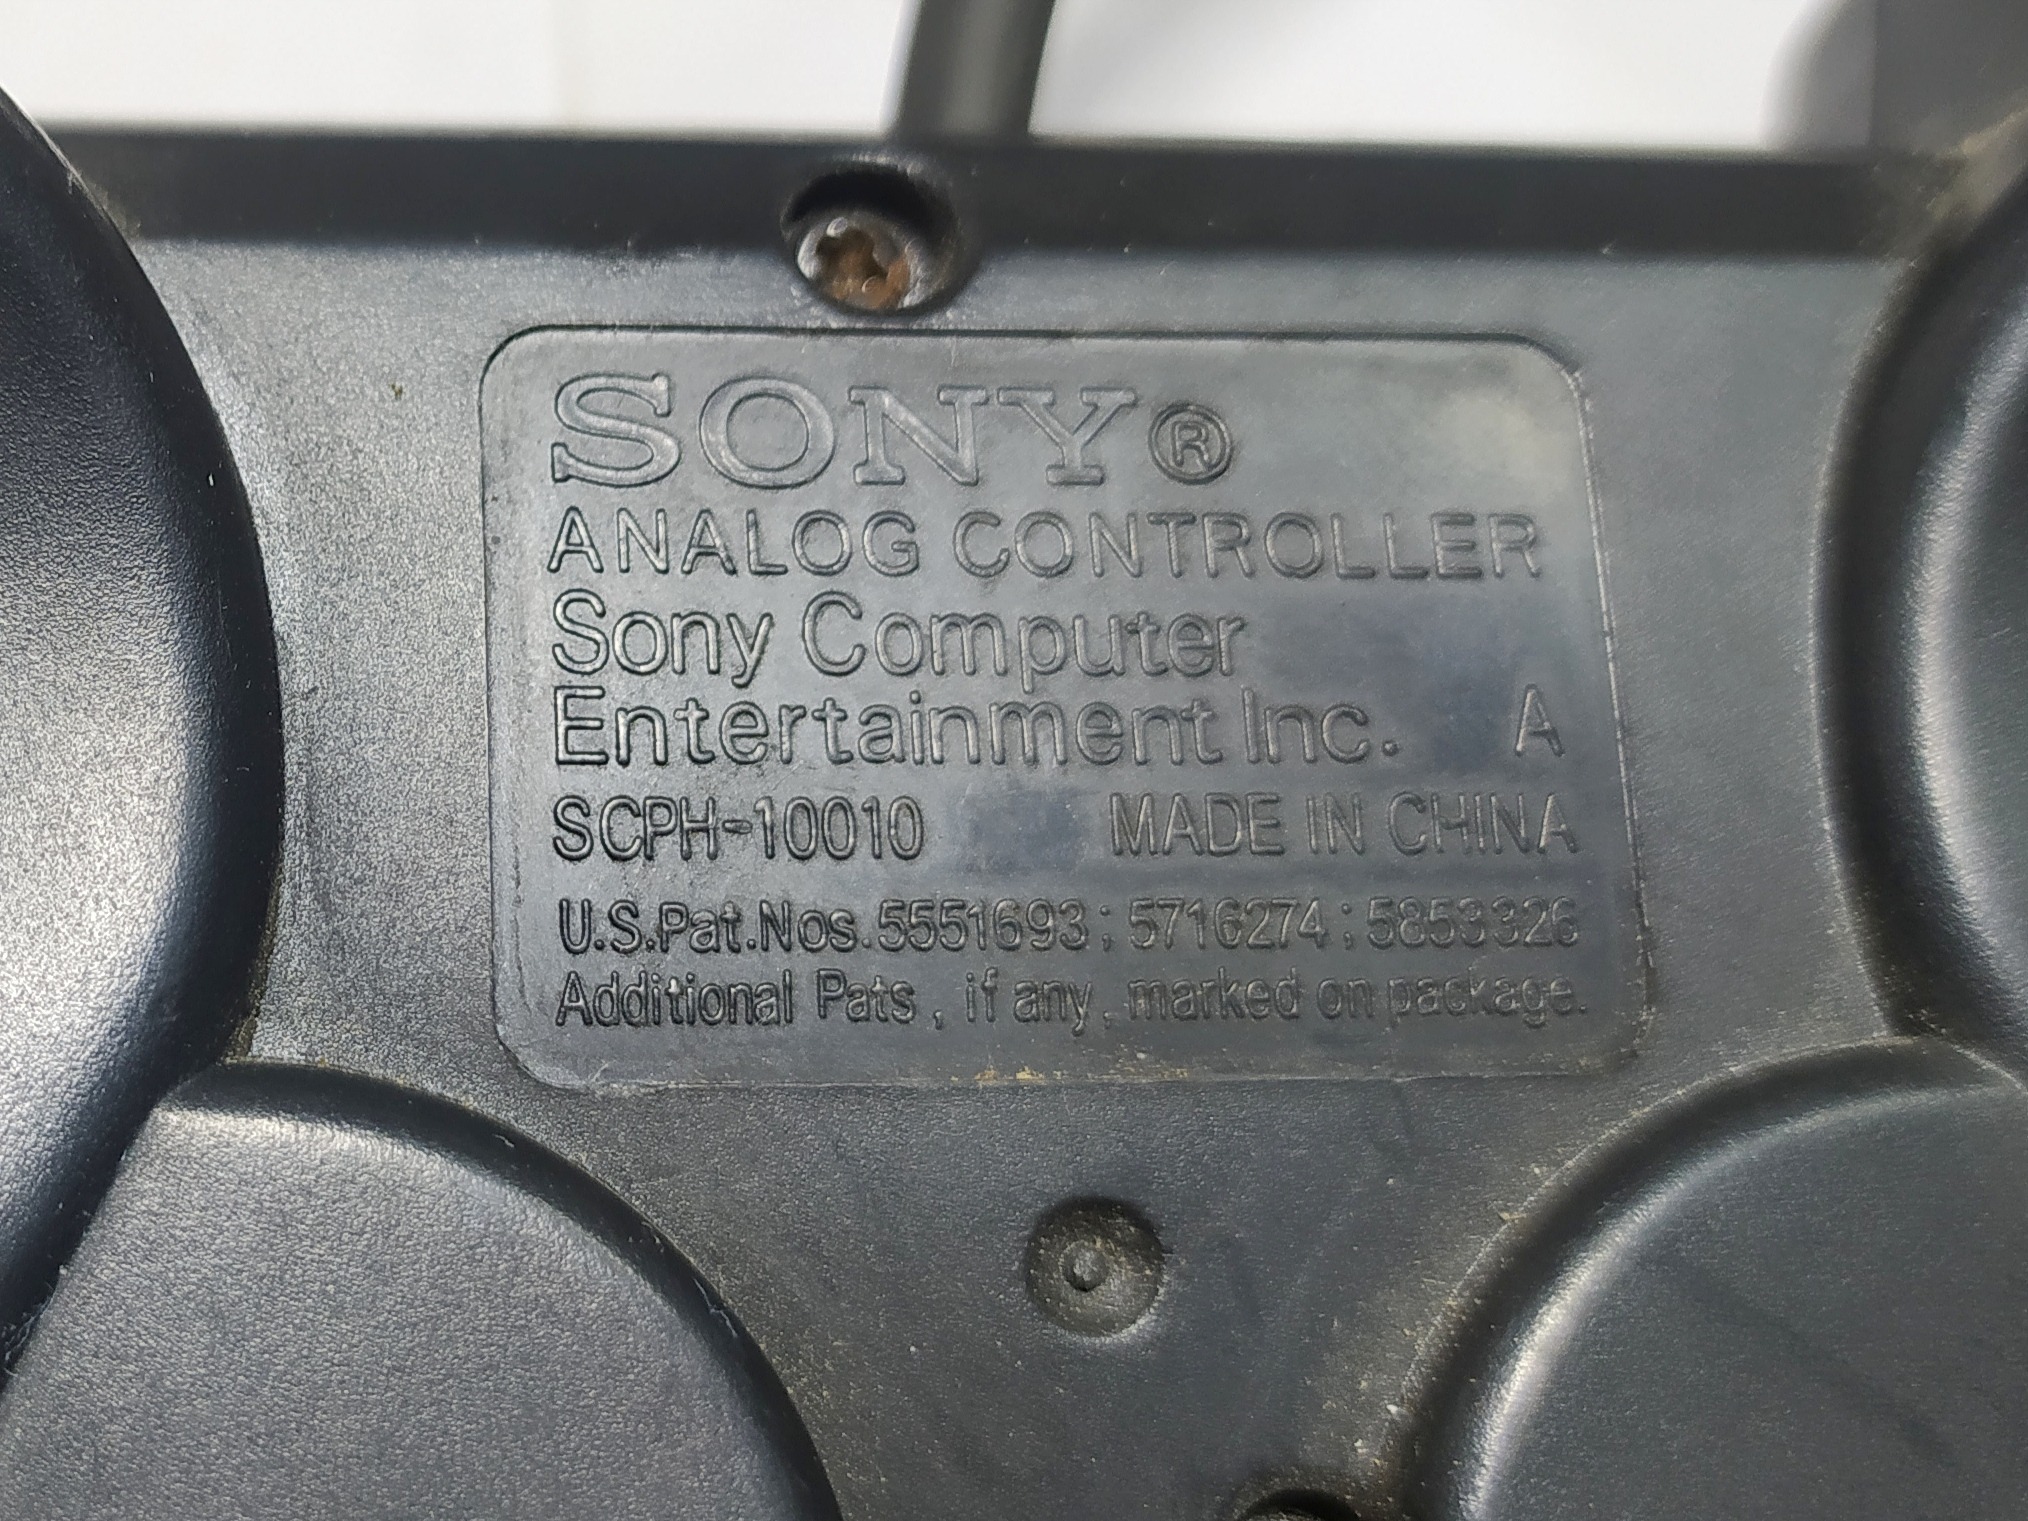 SONY®
ANALOG CONTROLLER
Sony Computer
Entertainment Inc. A
SCPH-10010 MADE IN CHINA
U.S.Pat.Nos.5551693;5716274;5853326
Additional Pats, if any, marked on package.